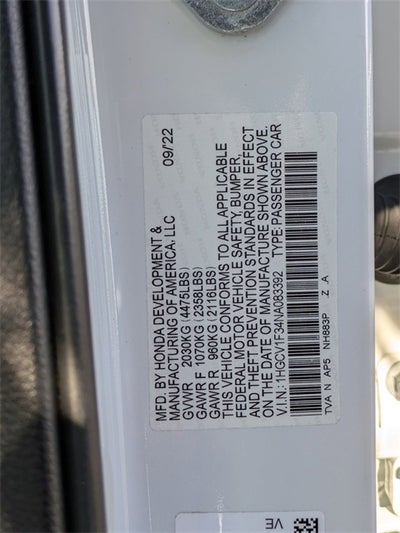 MFD. BY HONDA DEVELOPMENT &
MANUFACTURING OF AMERICA, LLC 09/22
GVWR 2030KG (4475LBS)
GAWR F 1070KG (2358LBS)
GAWR R 960KG (2116LBS)
THIS VEHICLE CONFORMS TO ALL APPLICABLE
FEDERAL MOTOR VEHICLE SAFETY, BUMPER,
AND THEFT PREVENTION STANDARDS IN EFFECT
ON THE DATE OF MANUFACTURE SHOWN ABOVE.
V.I.N.: 1HGCV1F34NA083392 TYPE:PASSENGER CAR
TVA N AP5 NH883P Z A
VE